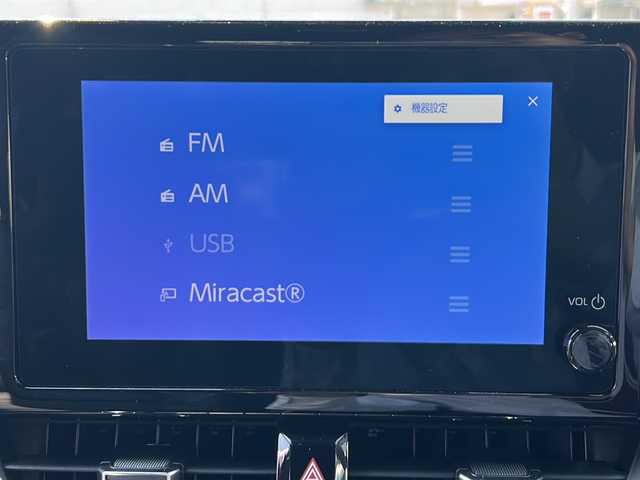 機器設定
FM
AM
USB
Miracast®
VOL